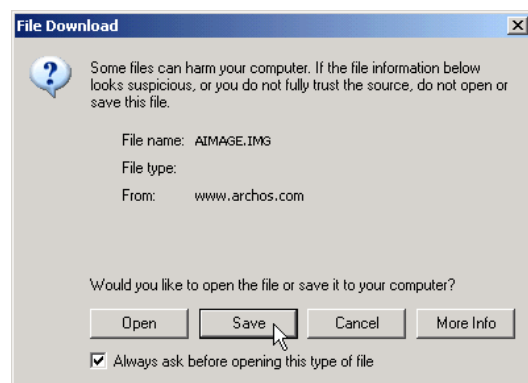 File Download
Some files can harm your computer. If the file information below
looks suspicious, or you do not fully trust the source, do not open or
save this file.
File name: AIMAGE.IMG
File type:
From: www.archos.com
Would you like to open the file or save it to your computer?
Open Save Cancel More Info
Always ask before opening this type of file